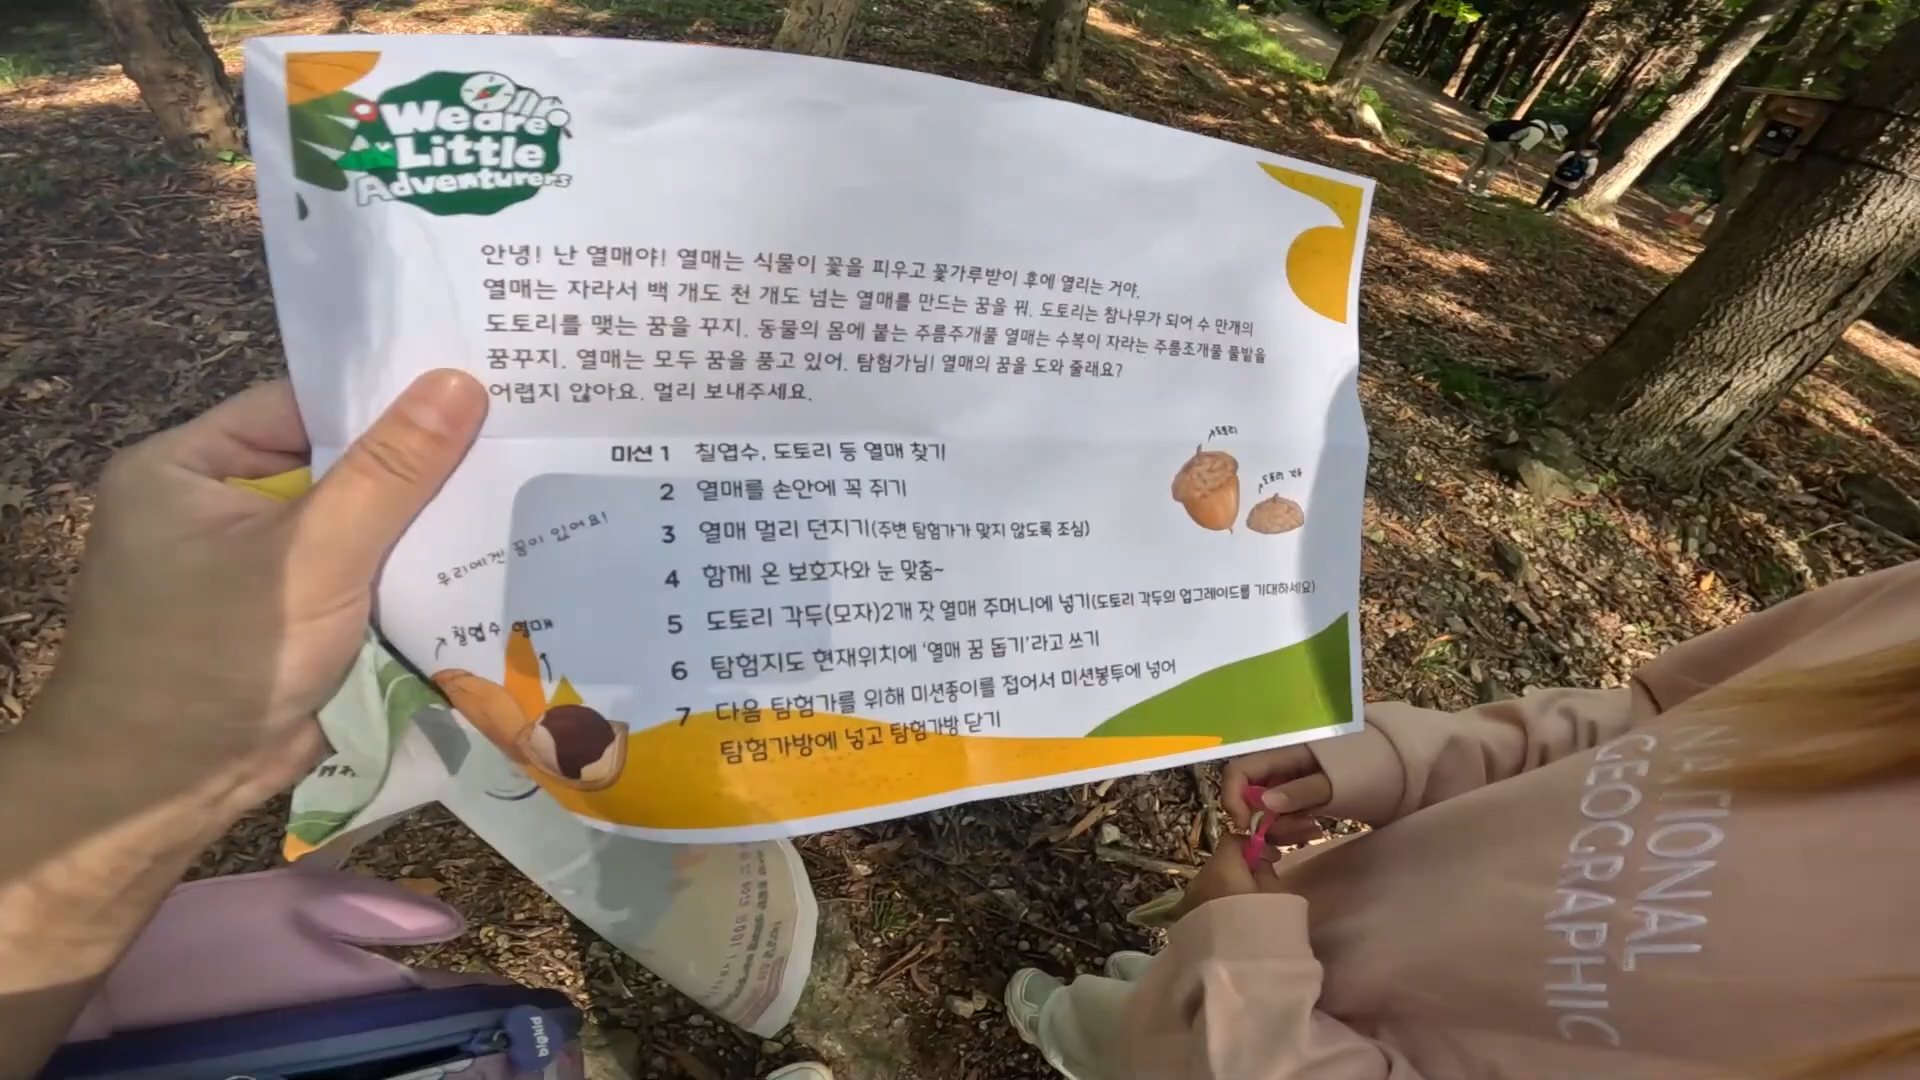 We are
Little
Adventurers
안녕! 난 열매야! 열매는 식물이 꽃을 피우고 꽃가루받이 후에 열리는 거야.
열매는 자라서 백 개도 천 개도 넘는 열매를 만드는 꿈을 꿔. 도토리는 참나무가 되어 수 만개의
도토리를 맺는 꿈을 꾸지. 동물의 몸에 붙는 주름주개풀 열매는 수북이 자라는 주름조개풀 풀밭을
꿈꾸지. 열매는 모두 꿈을 품고 있어. 탐험가님! 열매의 꿈을 도와 줄래요?
어렵지 않아요. 멀리 보내주세요.
미션 1 칠엽수, 도토리 등 열매 찾기
2 열매를 손안에 꼭 쥐기
3 열매 멀리 던지기(주변 탐험가가 맞지 않도록 조심)
4 함께 온 보호자와 눈 맞춤~
5 도토리 각두(모자)2개 잣 열매 주머니에 넣기(도토리 각두의 업그레이드를 기대하세요)
6 탐험지도 현재위치에 '열매 꿈 돕기'라고 쓰기
7 다음 탐험가를 위해 미션종이를 접어서 미션봉투에 넣어
탐험가방에 넣고 탐험가방 닫기
우리에겐 꿈이 있어요!
칠엽수 열매
도토리
NATIONAL
GEOGRAPHIC
bigkid